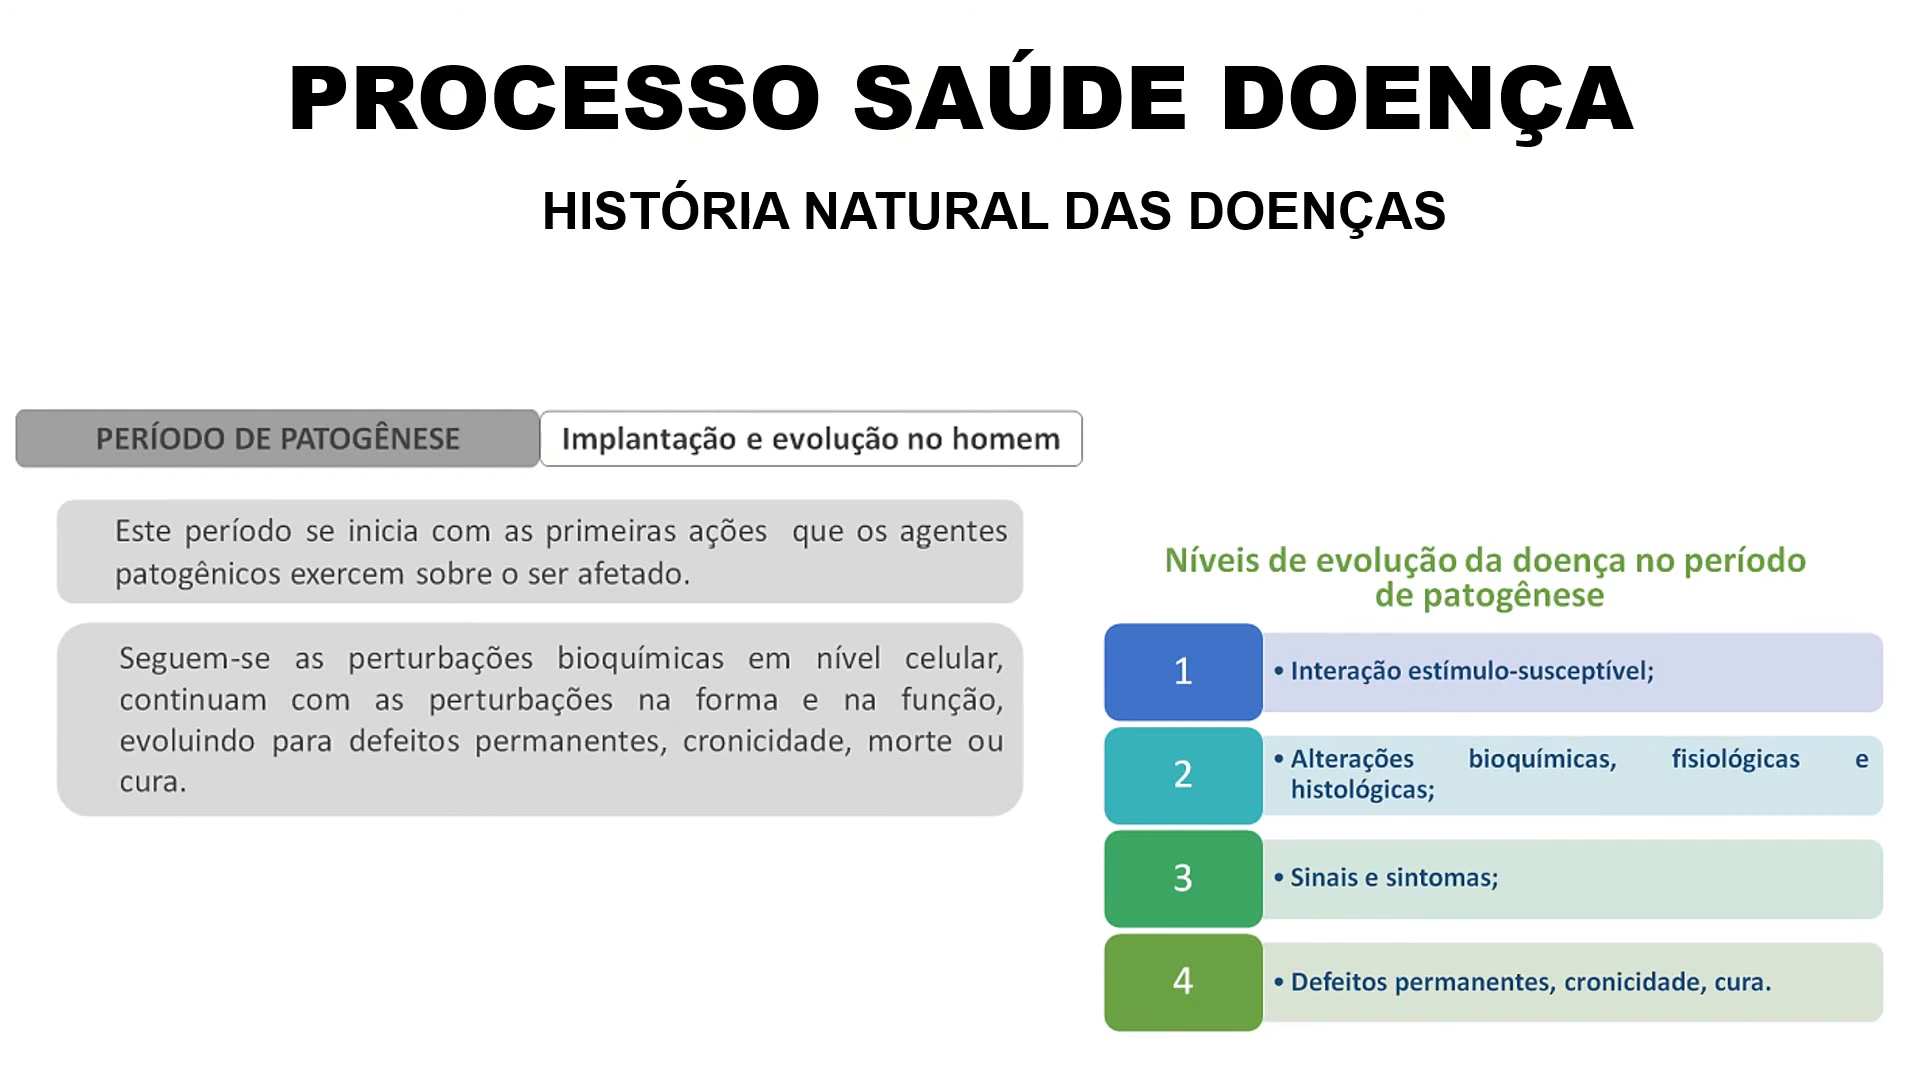 PROCESSO SAÚDE DOENÇA
HISTÓRIA NATURAL DAS DOENÇAS
PERÍODO DE PATOGÊNESE
Implantação e evolução no homem
Este período se inicia com as primeiras ações que os agentes
patogênicos exercem sobre o ser afetado.
Seguem-se as perturbações bioquímicas em nível celular,
continuam com as perturbações na forma e na função,
evoluindo para defeitos permanentes, cronicidade, morte ou
cura.
Níveis de evolução da doença no período
de patogênese
1
• Interação estímulo-susceptível;
2
• Alterações bioquímicas, fisiológicas e
histológicas;
3
• Sinais e sintomas;
4
• Defeitos permanentes, cronicidade, cura.